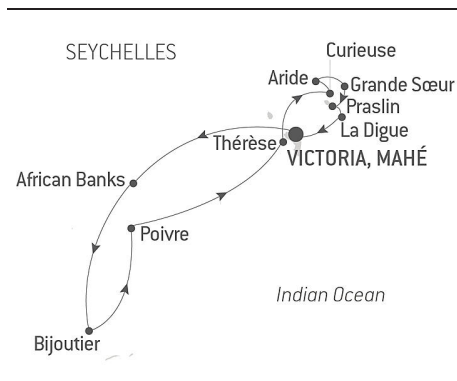 SEYCHELLES
Curieuse
Aride
Grande Sœur
Praslin
La Digue
Thérèse
VICTORIA, MAHÉ
African Banks
Poivre
Indian Ocean
Bijoutier